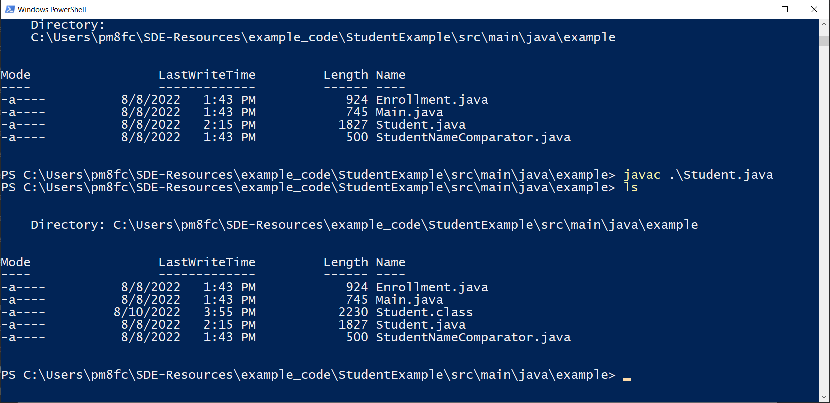 Windows PowerShell
Directory:
C:\Users\pm8fc\SDE-Resources\example_code\StudentExample\src\main\java\example
Mode LastWriteTime Length Name
---- ------------- ------ ----
-a---- 8/8/2022 1:43 PM 924 Enrollment.java
-a---- 8/8/2022 1:43 PM 745 Main.java
-a---- 8/8/2022 2:15 PM 1827 Student.java
-a---- 8/8/2022 1:43 PM 500 StudentNameComparator.java
PS C:\Users\pm8fc\SDE-Resources\example_code\StudentExample\src\main\java\example> javac .\Student.java
PS C:\Users\pm8fc\SDE-Resources\example_code\StudentExample\src\main\java\example> ls
Directory: C:\Users\pm8fc\SDE-Resources\example_code\StudentExample\src\main\java\example
Mode LastWriteTime Length Name
---- ------------- ------ ----
-a---- 8/8/2022 1:43 PM 924 Enrollment.java
-a---- 8/8/2022 1:43 PM 745 Main.java
-a---- 8/10/2022 3:55 PM 2230 Student.class
-a---- 8/8/2022 2:15 PM 1827 Student.java
-a---- 8/8/2022 1:43 PM 500 StudentNameComparator.java
PS C:\Users\pm8fc\SDE-Resources\example_code\StudentExample\src\main\java\example>